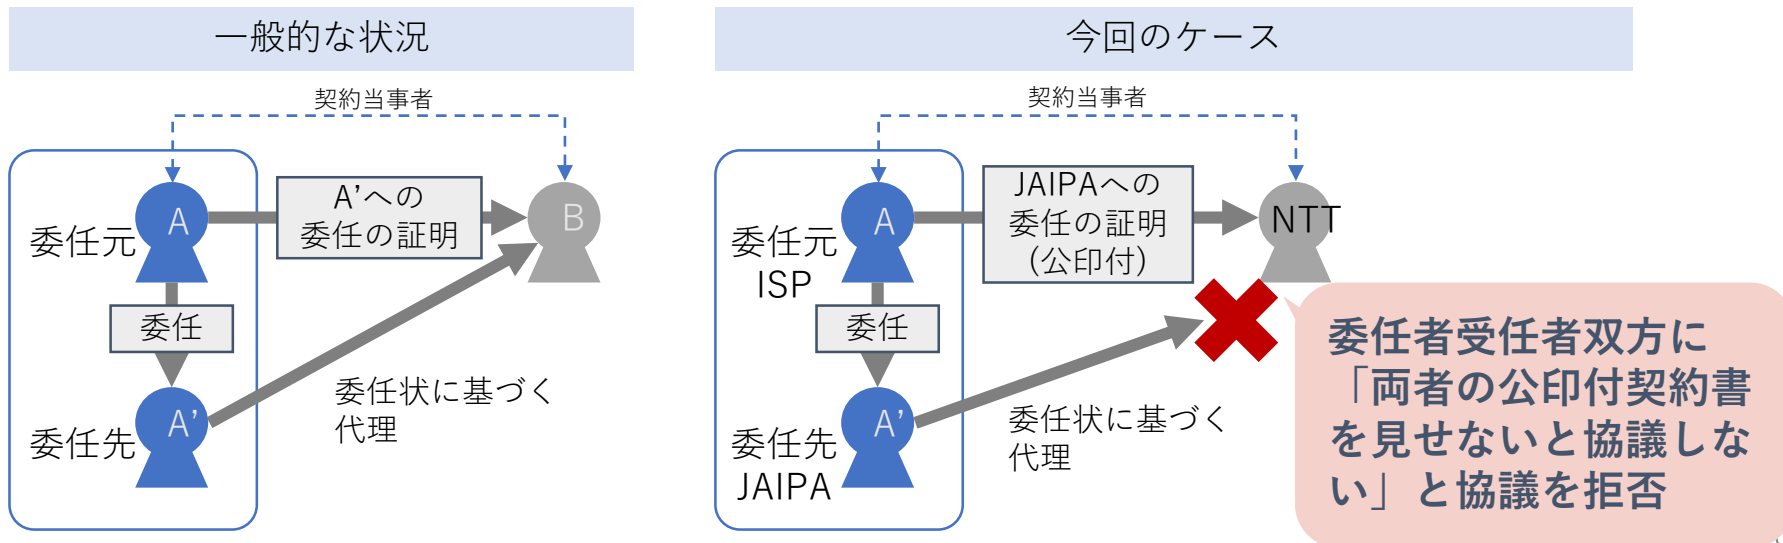 一般的な状況
契約当事者
A
A’への
委任の証明
B
委任元
委任
委任状に基づく
代理
委任先
A’
今回のケース
契約当事者
A
JAIPAへの
委任の証明
（公印付）
NTT
委任元
ISP
委任
委任状に基づく
代理
委任先
JAIPA
A’
委任者受任者双方に
「両者の公印付契約書
を見せないと協議しな
い」と協議を拒否